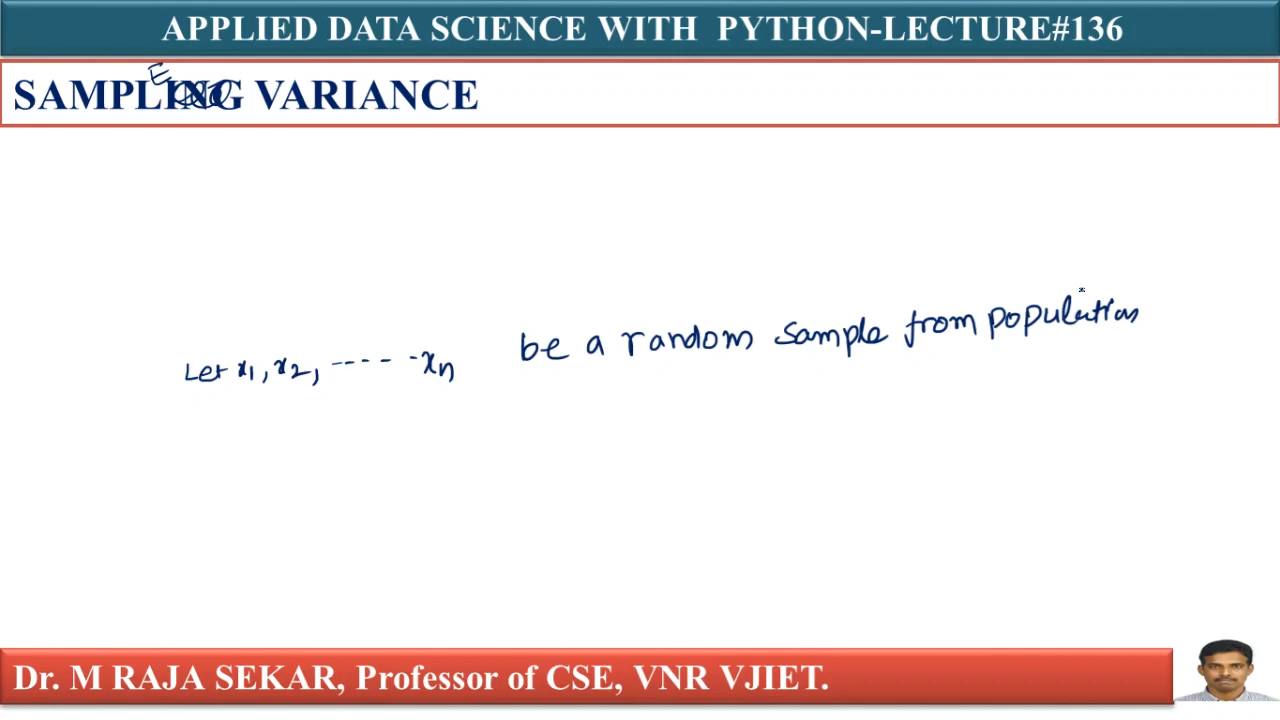 APPLIED DATA SCIENCE WITH PYTHON-LECTURE#136
E
SAMPLING VARIANCE
Let x1, x2, ------xn be a random sample from population
Dr. M RAJA SEKAR, Professor of CSE, VNR VJIET.